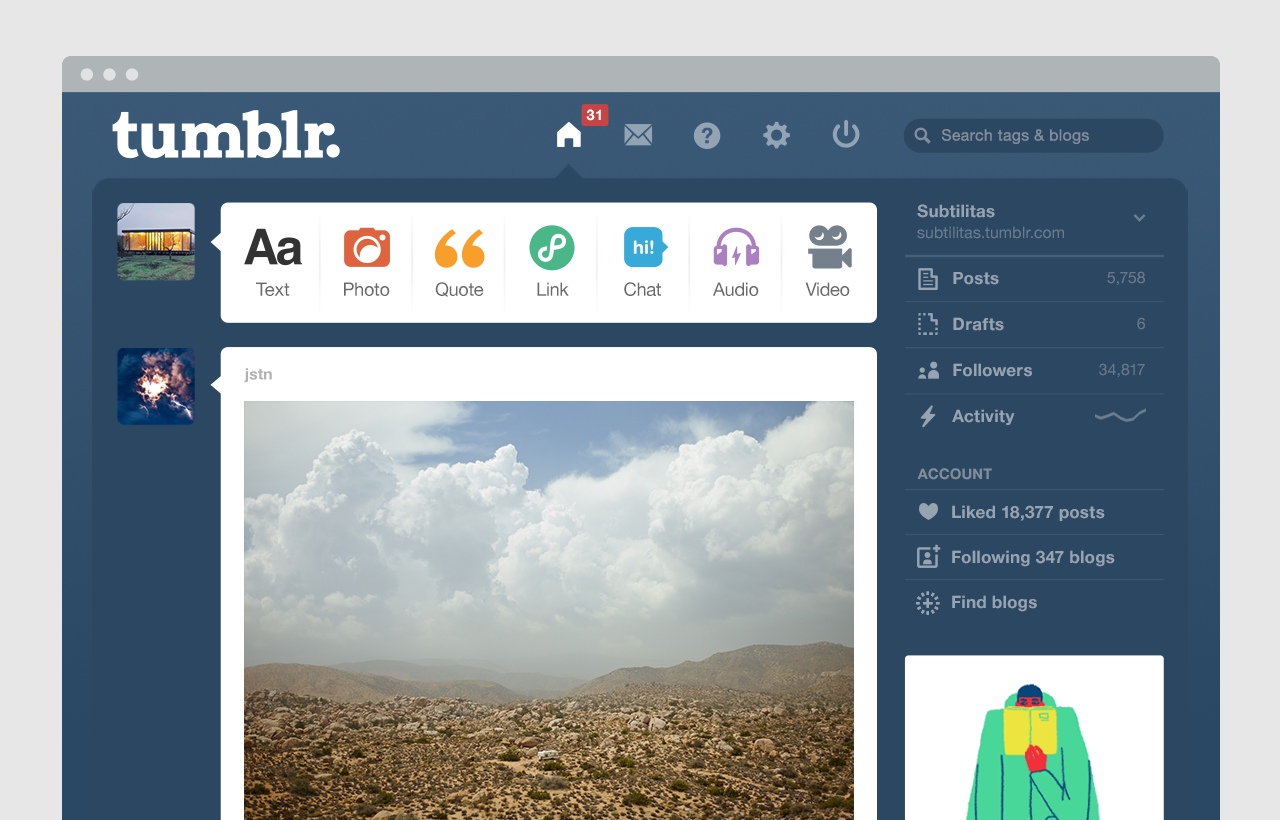 tumblr.
31
?
Search tags & blogs
Aa
Text
Photo
Quote
Link
hi!
Chat
Audio
Video
jstn
Subtilitas
subtilitas.tumblr.com
Posts 5,758
Drafts 6
Followers 34,817
Activity
ACCOUNT
Liked 18,377 posts
Following 347 blogs
Find blogs